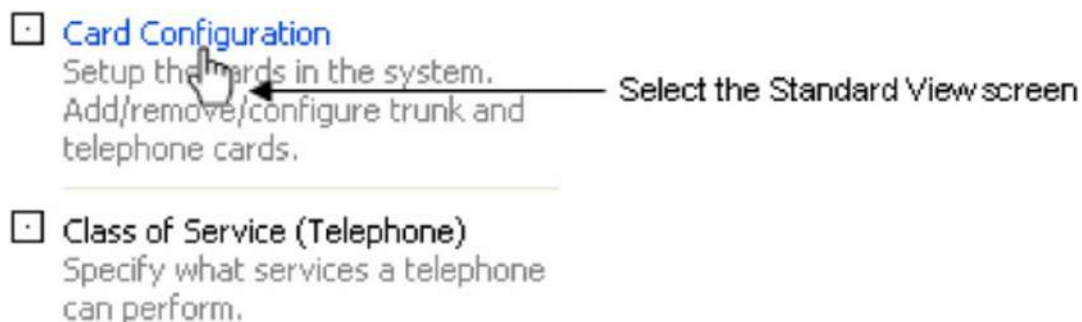 Card Configuration
Setup the cards in the system.
Add/remove/configure trunk and
telephone cards.
Select the Standard View screen
Class of Service (Telephone)
Specify what services a telephone
can perform.